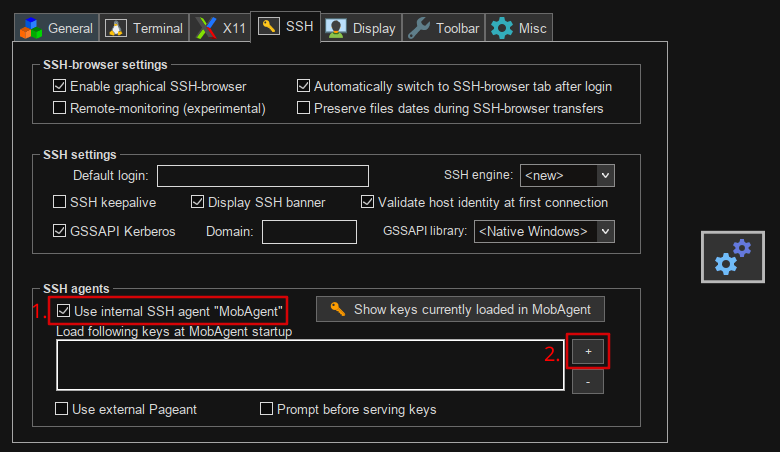 General Terminal X11 SSH Display Toolbar Misc
SSH-browser settings
Enable graphical SSH-browser Automatically switch to SSH-browser tab after login
Remote-monitoring (experimental) Preserve files dates during SSH-browser transfers
SSH settings
Default login: SSH engine: <new>
SSH keepalive Display SSH banner Validate host identity at first connection
GSSAPI Kerberos Domain: GSSAPI library: <Native Windows>
SSH agents
1. Use internal SSH agent "MobAgent" Show keys currently loaded in MobAgent
Load following keys at MobAgent startup
2. +
-
Use external Pageant Prompt before serving keys